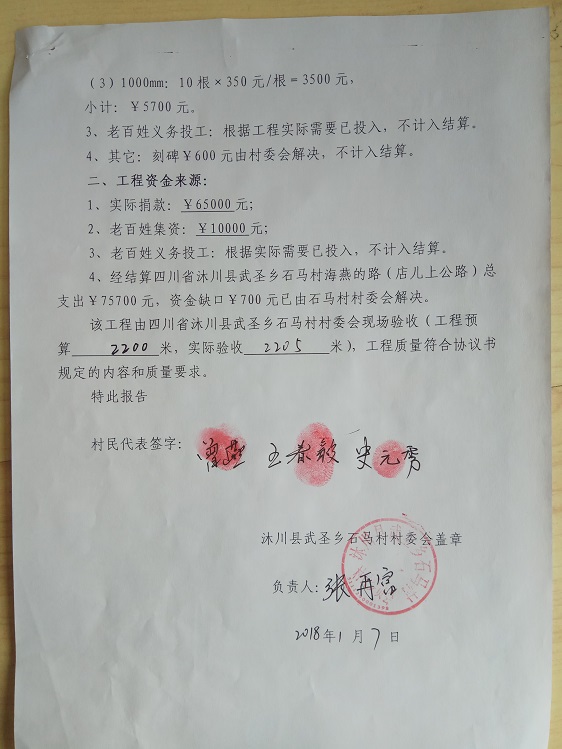 (3) 1000mm: 10根×350元/根=3500元,
小计: ￥5700元。
3、老百姓义务投工: 根据工程实际需要已投入, 不计入结算。
4、其它: 刻碑￥600元由村委会解决, 不计入结算。
二、工程资金来源:
1、实际捐款: ￥65000元;
2、老百姓集资: ￥10000元;
3、老百姓义务投工: 根据实际需要已投入, 不计入结算。
4、经结算四川省沐川县武圣乡石马村海燕的路(店儿上公路)总
支出￥75700元, 资金缺口￥700元已由石马村村委会解决。
该工程由四川省沐川县武圣乡石马村村委会现场验收(工程预
算 2200 米, 实际验收 2205 米), 工程质量符合协议书
规定的内容和质量要求。
特此报告
村民代表签字: 王春毅 史元秀
沐川县武圣乡石马村村委会盖章
负责人: 张再富
2018年1月7日